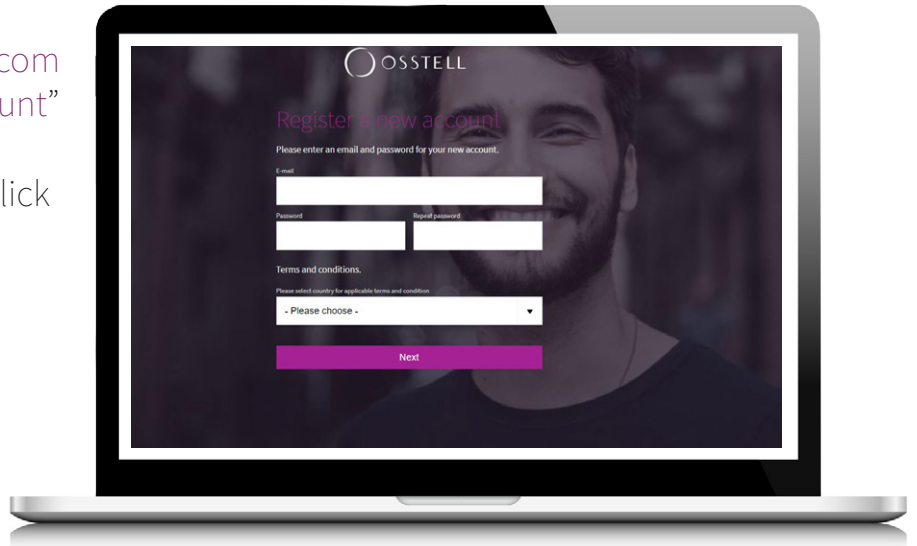 com
unt”
lick
OSSTELL
Register a new account
Please enter an email and password for your new account.
E-mail
Password Repeat password
Terms and conditions.
Please select country for applicable terms and condition
- Please choose -
Next